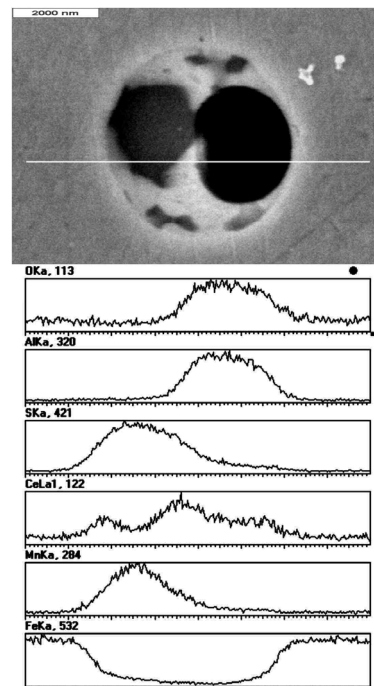 2000 nm
OKa, 113
AlKa, 320
SKa, 421
CeLa1, 122
MnKa, 284
FeKa, 532